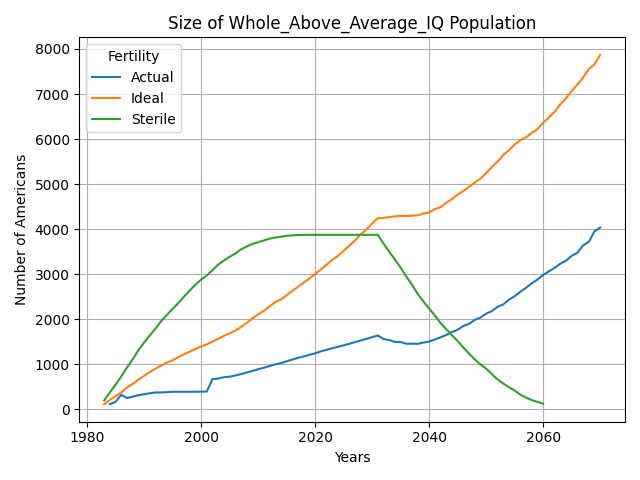 Size of Whole_Above_Average_IQ Population
Fertility
Actual
Ideal
Sterile
8000
7000
6000
5000
4000
3000
2000
1000
0
Number of Americans
1980
2000
2020
2040
2060
Years